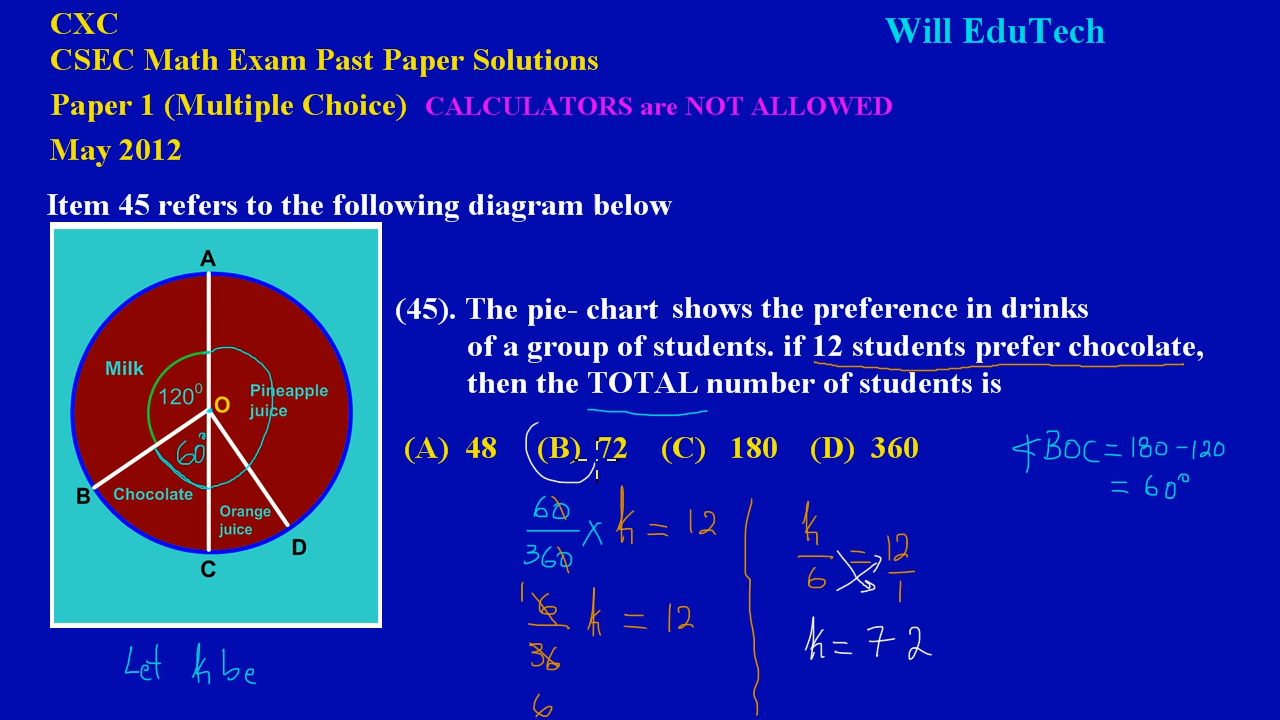 CXC
Will EduTech
CSEC Math Exam Past Paper Solutions
Paper 1 (Multiple Choice) CALCULATORS are NOT ALLOWED
May 2012
Item 45 refers to the following diagram below
A
Milk
120⁰
O
Pineapple
juice
60°
B
Chocolate
Orange
juice
D
C
(45). The pie- chart shows the preference in drinks
of a group of students. if 12 students prefer chocolate,
then the TOTAL number of students is
(A) 48 (B) 72 (C) 180 (D) 360
∢BOC = 180 - 120
= 60°
60/360 × k = 12
1 6/36 k = 12
6
k/6 = 12/1
k = 72
Let k be